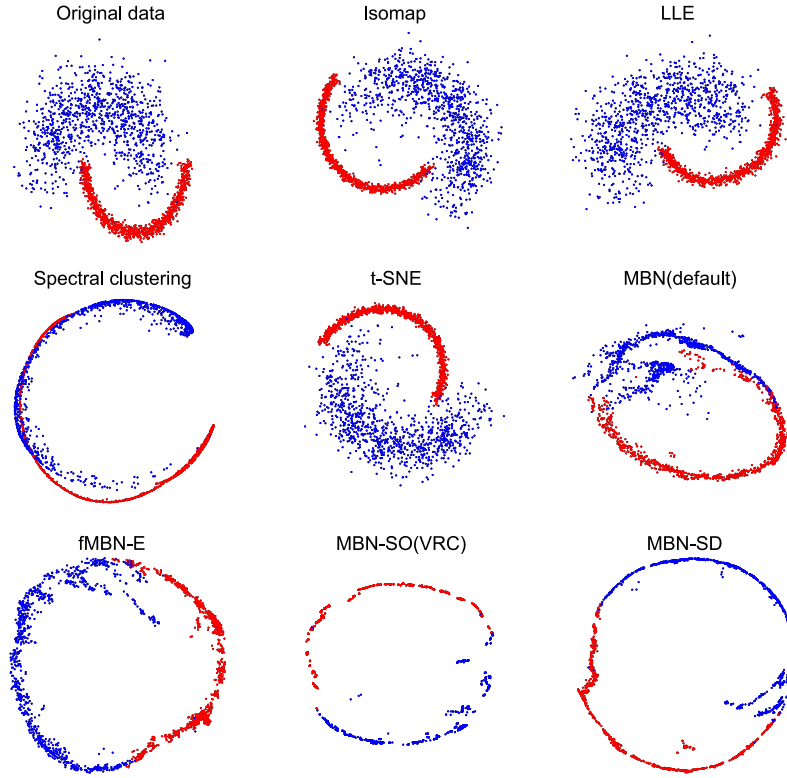 Original data
Isomap
LLE
Spectral clustering
t-SNE
MBN(default)
fMBN-E
MBN-SO(VRC)
MBN-SD